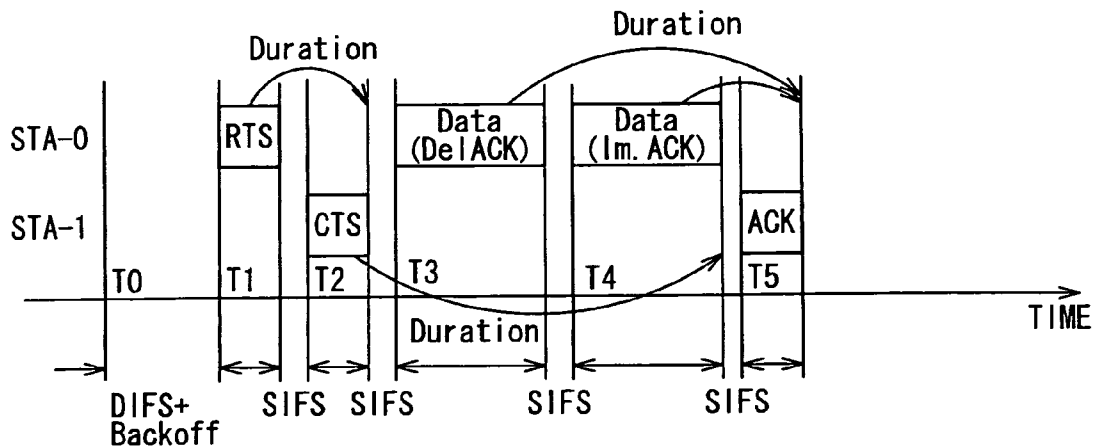 Duration
Duration
STA-0
RTS
Data
(DelACK)
Data
(Im. ACK)
STA-1
CTS
ACK
T0
T1
T2
T3
T4
T5
Duration
TIME
DIFS+
Backoff
SIFS
SIFS
SIFS
SIFS